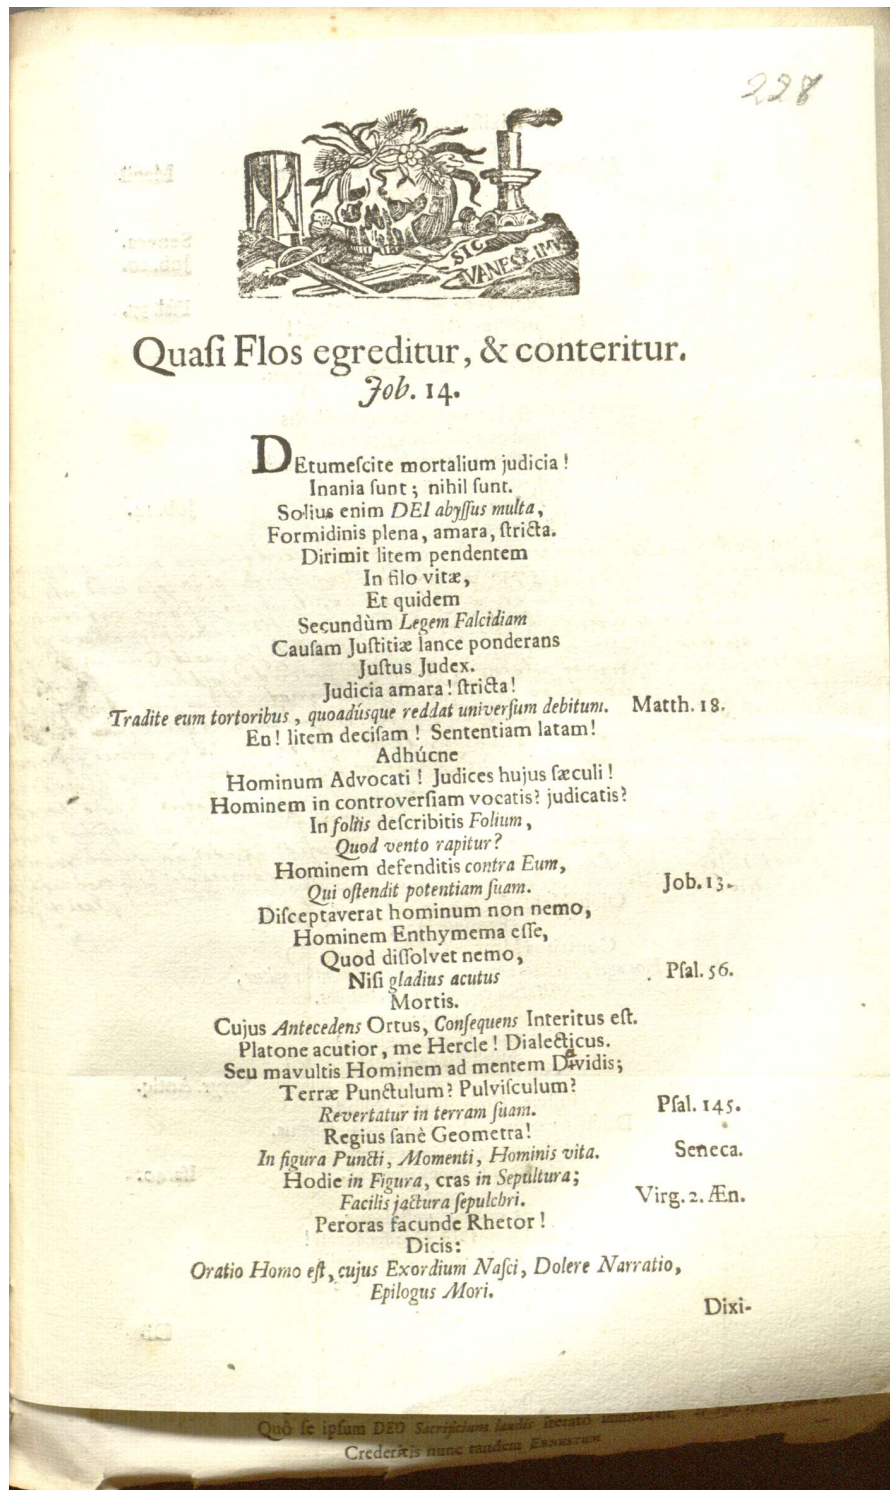 228
SIC
VANESCIMUS
Quaſi Flos egreditur, & conteritur.
Job. 14.
DEtumeſcite mortalium judicia!
Inania ſunt; nihil ſunt.
Solius enim DEI abyſſus multa,
Formidinis plena, amara, ſtricta.
Dirimit litem pendentem
In filo vitæ,
Et quidem
Secundùm Legem Falcidiam
Cauſam Juſtitiæ lance ponderans
Juſtus Judex.
Judicia amara! ſtricta!
Tradite eum tortoribus, quoadúsque reddat univerſum debitum. Matth. 18.
En! litem deciſam! Sententiam latam!
Adhúcne
Hominum Advocati! Judices hujus ſæculi!
Hominem in controverſiam vocatis? judicatis?
In foliis deſcribitis Folium,
Quod vento rapitur?
Hominem defenditis contra Eum,
Qui oſtendit potentiam ſuam. Job. 13.
Diſceptaverat hominum non nemo,
Hominem Enthymema eſſe,
Quod diſſolvet nemo,
Niſi gladius acutus Pſal. 56.
Mortis.
Cujus Antecedens Ortus, Conſequens Interitus eſt.
Platone acutior, me Hercle! Dialecticus.
Seu mavultis Hominem ad mentem Dividis;
Terræ Punctulum? Pulviſculum?
Revertatur in terram ſuam. Pſal. 145.
Regius ſanè Geometra!
In figura Puncti, Momenti, Hominis vita. Seneca.
Hodie in Figura, cras in Sepultura;
Facilis jactura ſepulchri. Virg. 2. Æn.
Peroras facunde Rhetor!
Dicis:
Oratio Homo eſt, cujus Exordium Naſci, Dolere Narratio,
Epilogus Mori.
Dixi-
Quò ſe ipſum DEO Sacrificium laudis iterato
Crederetis nunc tandem ERNESTUM